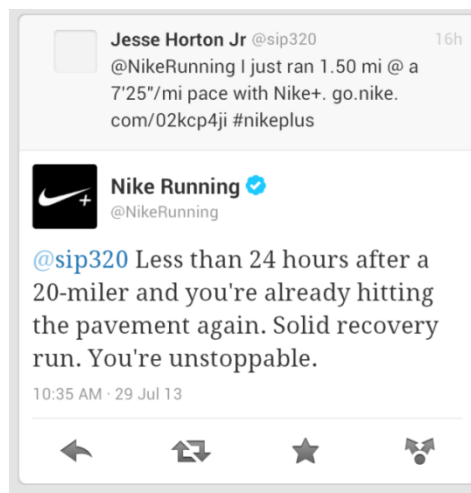 Jesse Horton Jr @sip320 16h
@NikeRunning I just ran 1.50 mi @ a
7'25"/mi pace with Nike+. go.nike.
com/02kcp4ji #nikeplus
Nike Running
@NikeRunning
@sip320 Less than 24 hours after a
20-miler and you're already hitting
the pavement again. Solid recovery
run. You're unstoppable.
10:35 AM · 29 Jul 13